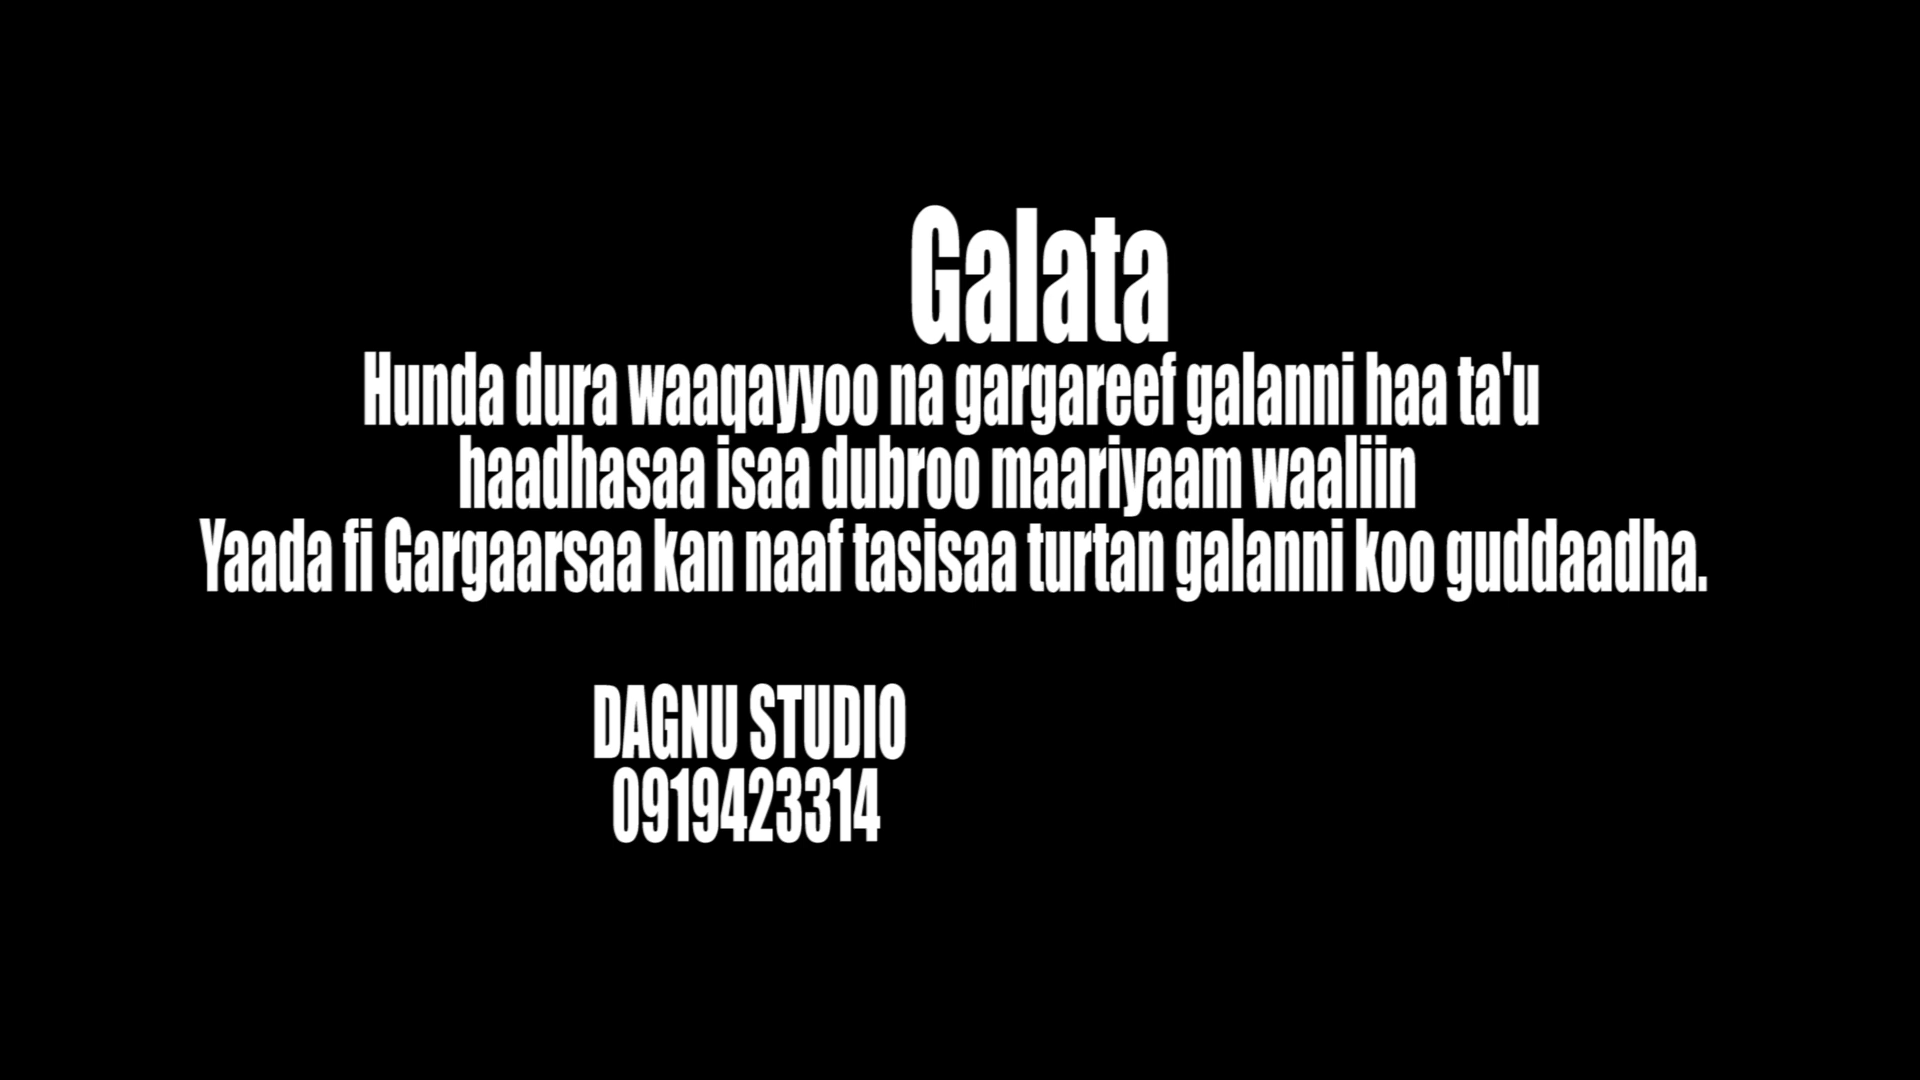 Galata
Hunda dura waaqayyoo na gargareef galanni haa ta'u
haadhasaa isaa dubroo maariyaam waaliin
Yaada fi Gargaarsaa kan naaf tasisaa turtan galanni koo guddaadha.
DAGNU STUDIO
0919423314